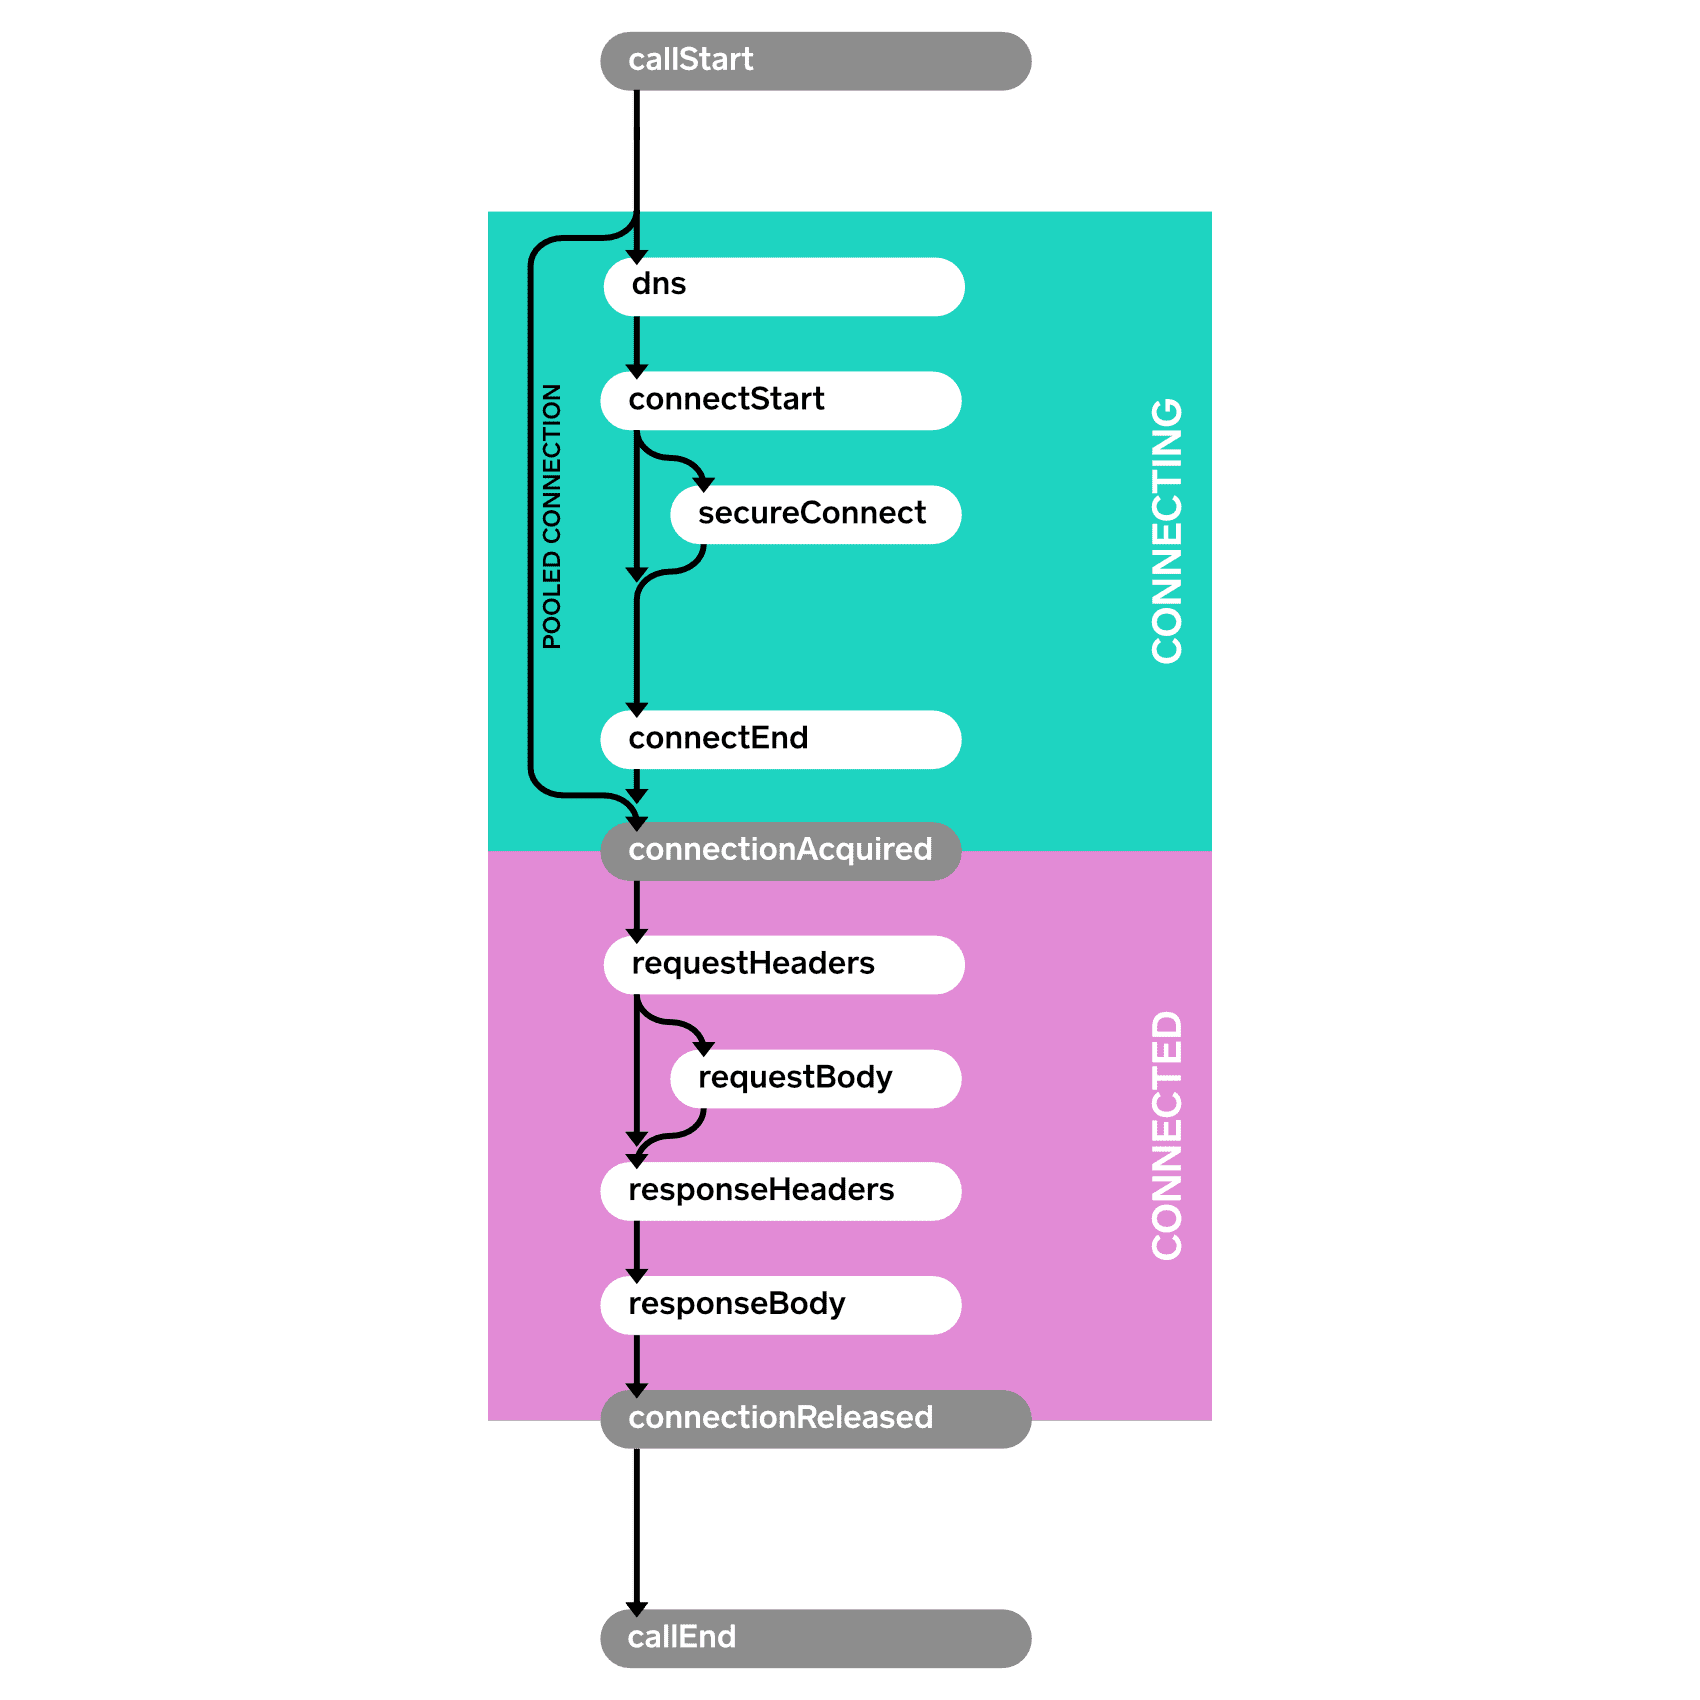 callStart
dns
connectStart
secureConnect
POOLED CONNECTION
CONNECTING
connectEnd
connectionAcquired
requestHeaders
requestBody
CONNECTED
responseHeaders
responseBody
connectionReleased
callEnd